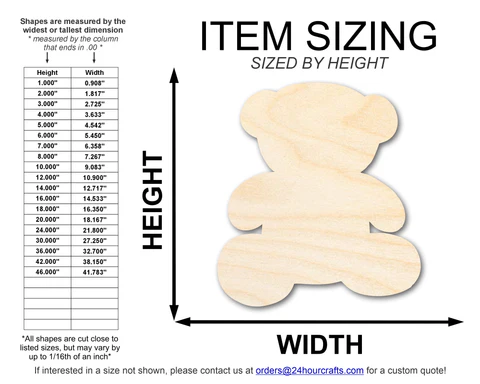 Shapes are measured by the
widest or tallest dimension
* measured by the column
that ends in .00 *
ITEM SIZING
SIZED BY HEIGHT
Height Width
1.000" 0.908"
2.000" 1.817"
3.000" 2.725"
4.000" 3.633"
5.000" 4.542"
6.000" 5.450"
7.000" 6.358"
8.000" 7.267"
10.000" 9.083"
12.000" 10.900"
14.000" 12.717"
16.000" 14.533"
18.000" 16.350"
20.000" 18.167"
24.000" 21.800"
30.000" 27.250"
36.000" 32.700"
42.000" 38.150"
46.000" 41.783"
HEIGHT
WIDTH
*All shapes are cut close to
listed sizes, but may vary by
up to 1/16th of an inch*
If interested in a size not shown, please contact us at orders@24hourcrafts.com for a custom quote!